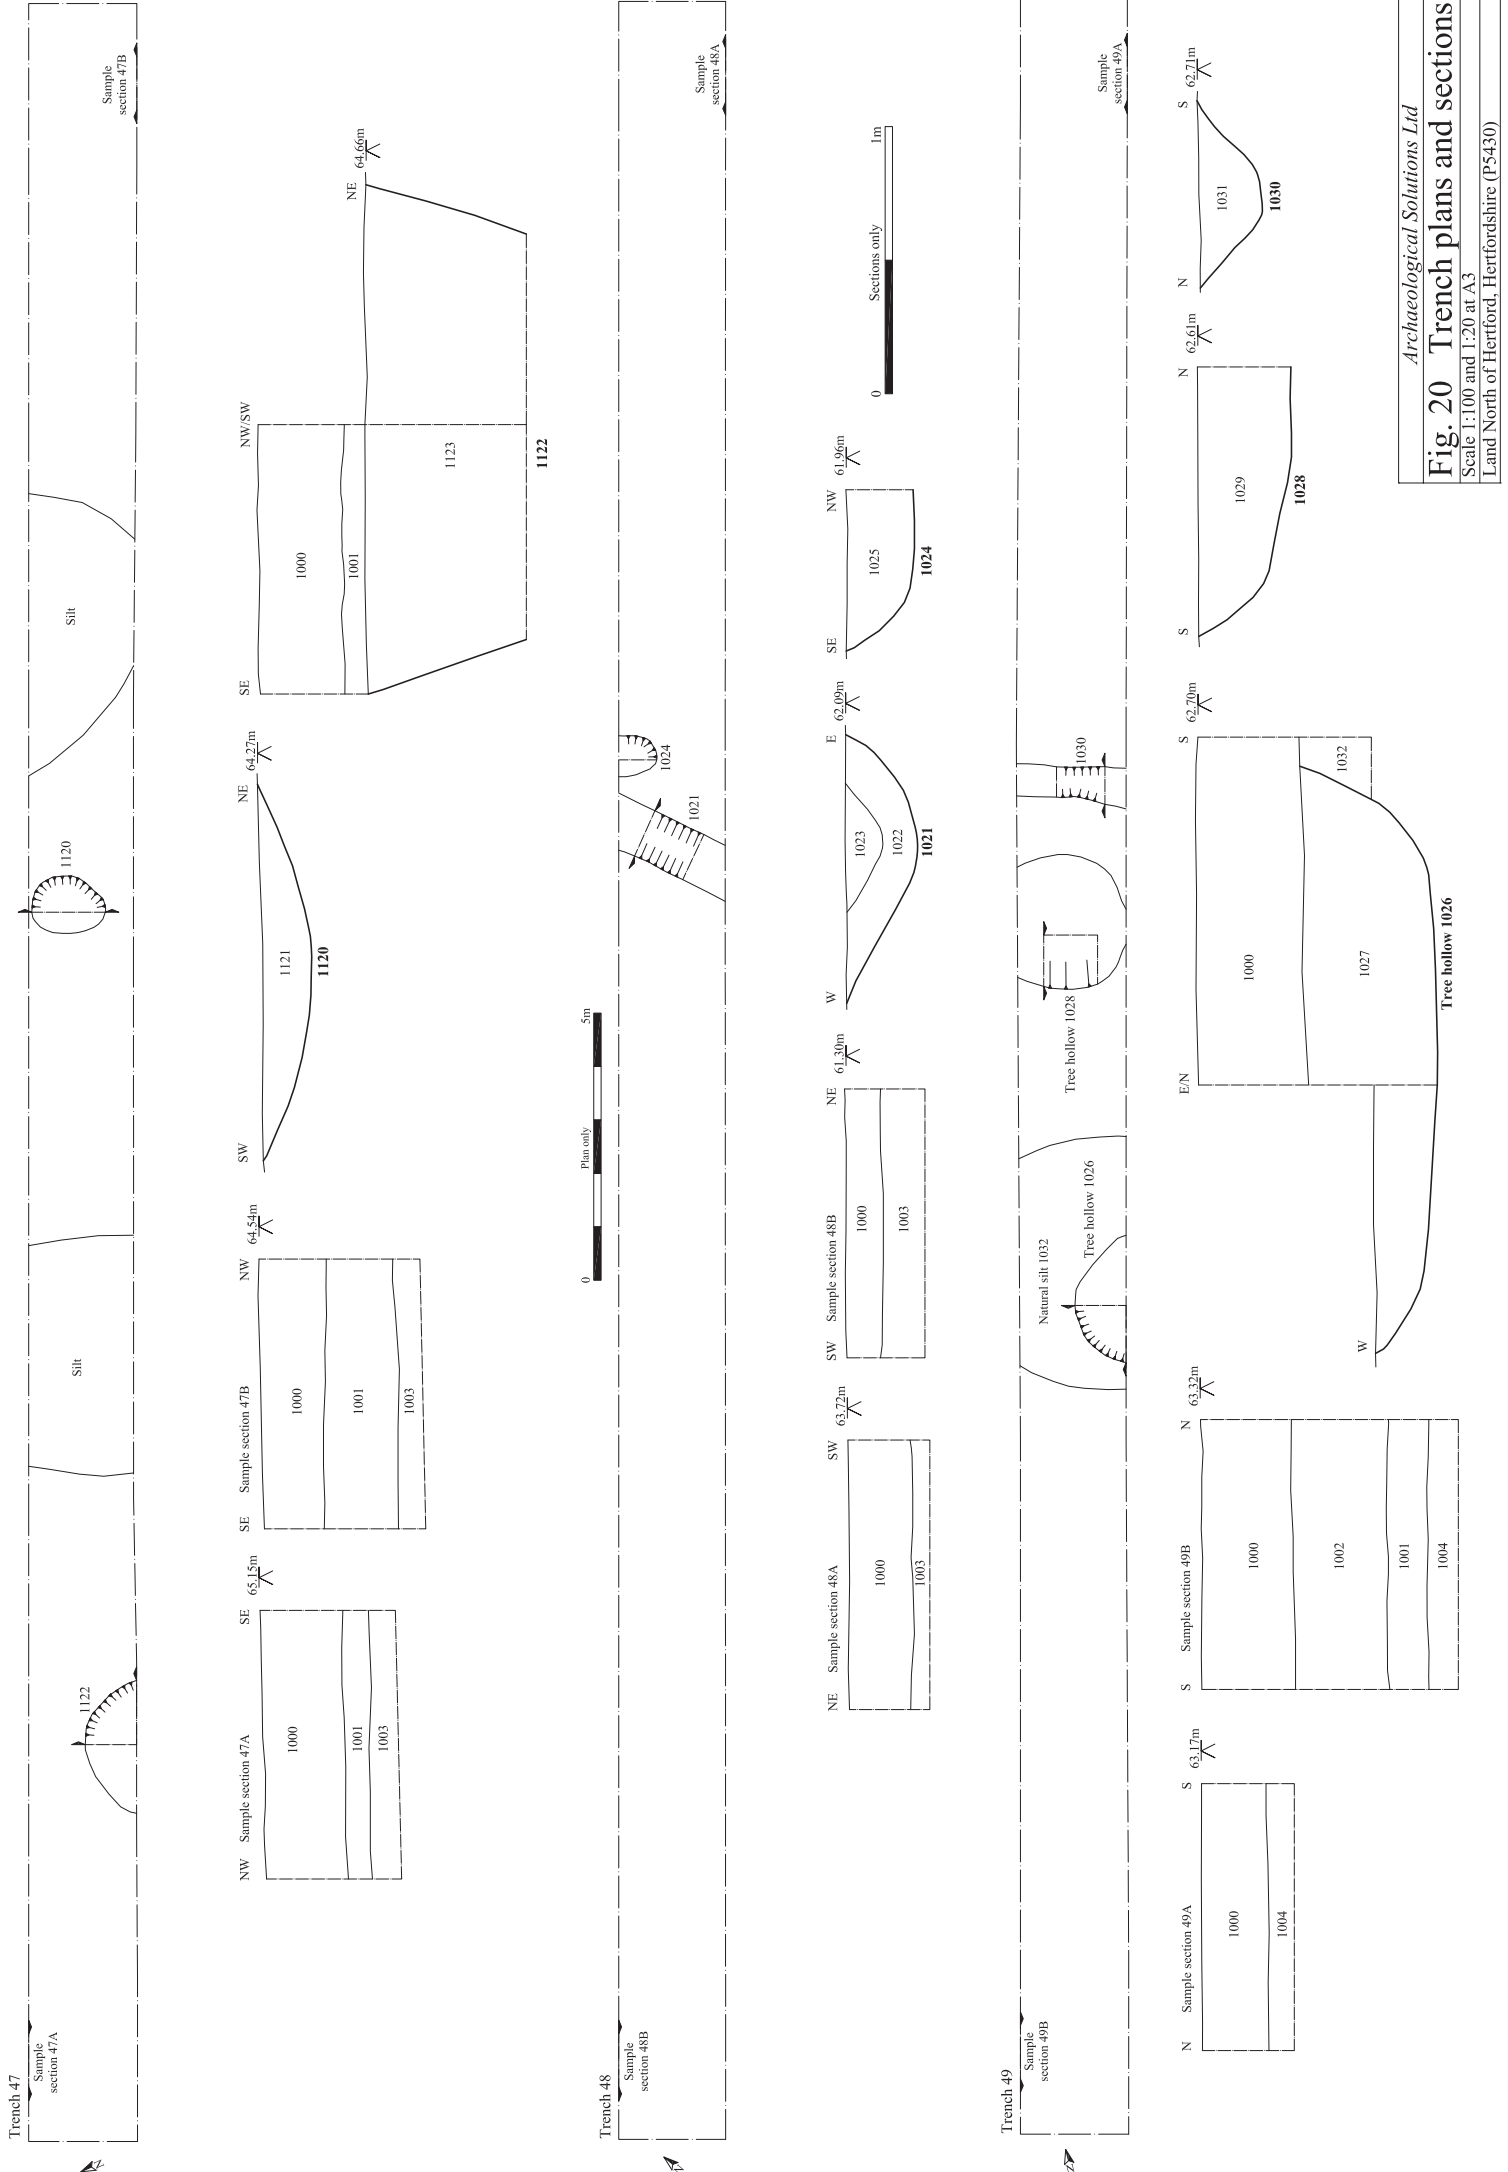 Trench 47
Sample
section 47A
1122
Silt
1120
Silt
Sample
section 47B
NW
Sample section 47A
SE
65.15m
1000
1001
1003
SE
Sample section 47B
NW
64.54m
1000
1001
1003
SW
NE
64.27m
1121
1120
SE
NW/SW
NE
64.66m
1000
1001
1123
1122
0
Plan only
5m
Trench 48
Sample
section 48B
1021
1024
Sample
section 48A
NE
Sample section 48A
SW
63.72m
1000
1003
SW
Sample section 48B
NE
61.30m
1000
1003
W
E
62.09m
1023
1022
1021
SE
NW
61.96m
1025
1024
0
Sections only
1m
Trench 49
Sample
section 49B
Natural silt 1032
Tree hollow 1026
Tree hollow 1028
1030
Sample
section 49A
N
Sample section 49A
S
63.17m
1000
1004
S
Sample section 49B
N
63.32m
1000
1002
1001
1004
W
E/N
S
62.70m
1000
1027
1032
Tree hollow 1026
S
N
62.61m
1029
1028
N
S
62.71m
1031
1030
Archaeological Solutions Ltd
Fig. 20 Trench plans and sections
Scale 1:100 and 1:20 at A3
Land North of Hertford, Hertfordshire (P5430)
N
N
N